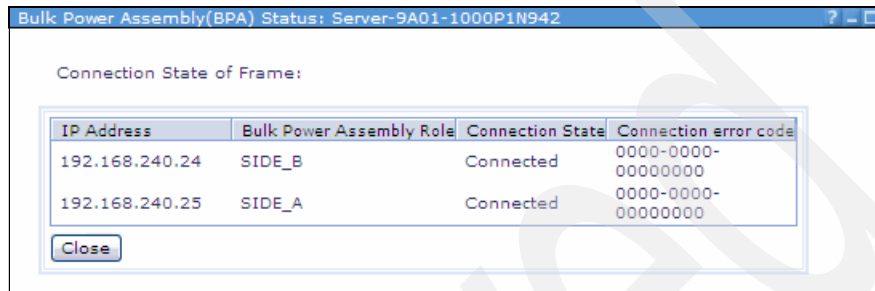 Bulk Power Assembly(BPA) Status: Server-9A01-1000P1N942 ? –
Connection State of Frame:
IP Address Bulk Power Assembly Role Connection State Connection error code
192.168.240.24 SIDE_B Connected 0000-0000-
00000000
192.168.240.25 SIDE_A Connected 0000-0000-
00000000
Close